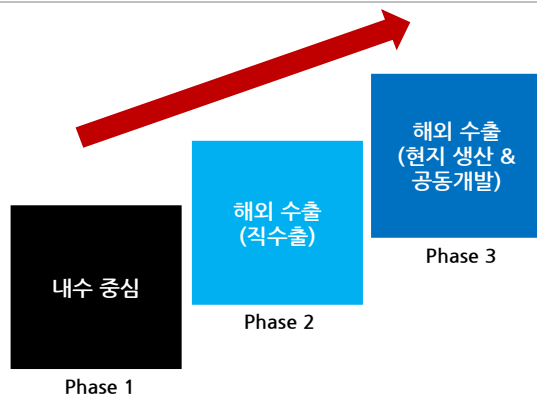 내수 중심
Phase 1
해외 수출
(직수출)
Phase 2
해외 수출
(현지 생산 &
공동개발)
Phase 3